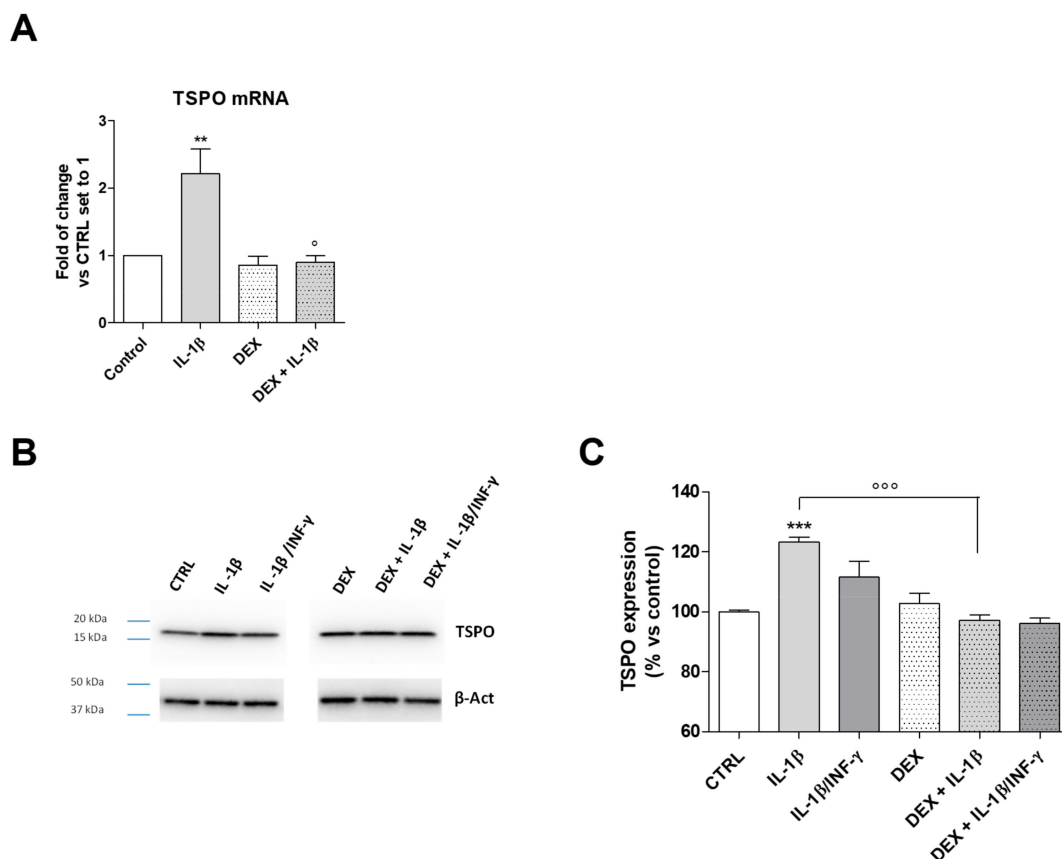 A
TSPO mRNA
Fold of change
vs CTRL set to 1
3
2
1
0
**
°
Control
IL-1β
DEX
DEX + IL-1β
B
CTRL
IL -1β
IL -1β /INF-γ
DEX
DEX + IL -1β
DEX + IL -1β/INF-γ
20 kDa
15 kDa
TSPO
50 kDa
37 kDa
β-Act
C
TSPO expression
(% vs control)
140
120
100
80
60
***
°°°
CTRL
IL-1β
IL-1β/INF-γ
DEX
DEX + IL-1β
DEX + IL-1β/INF-γ